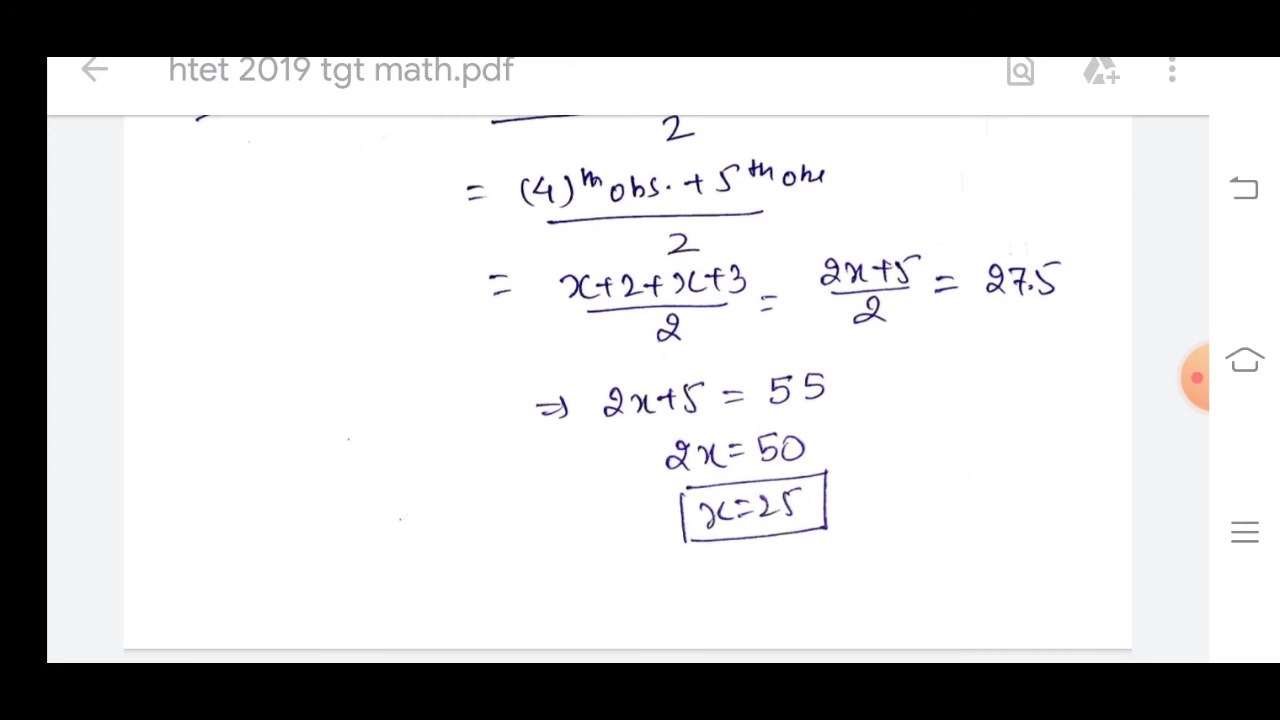 htet 2019 tgt math.pdf
2
= (4)th obs. + 5th obs
2
= x+2+x+3 = 2x+5 = 27.5
2 2
⇒ 2x+5 = 55
2x = 50
x=25